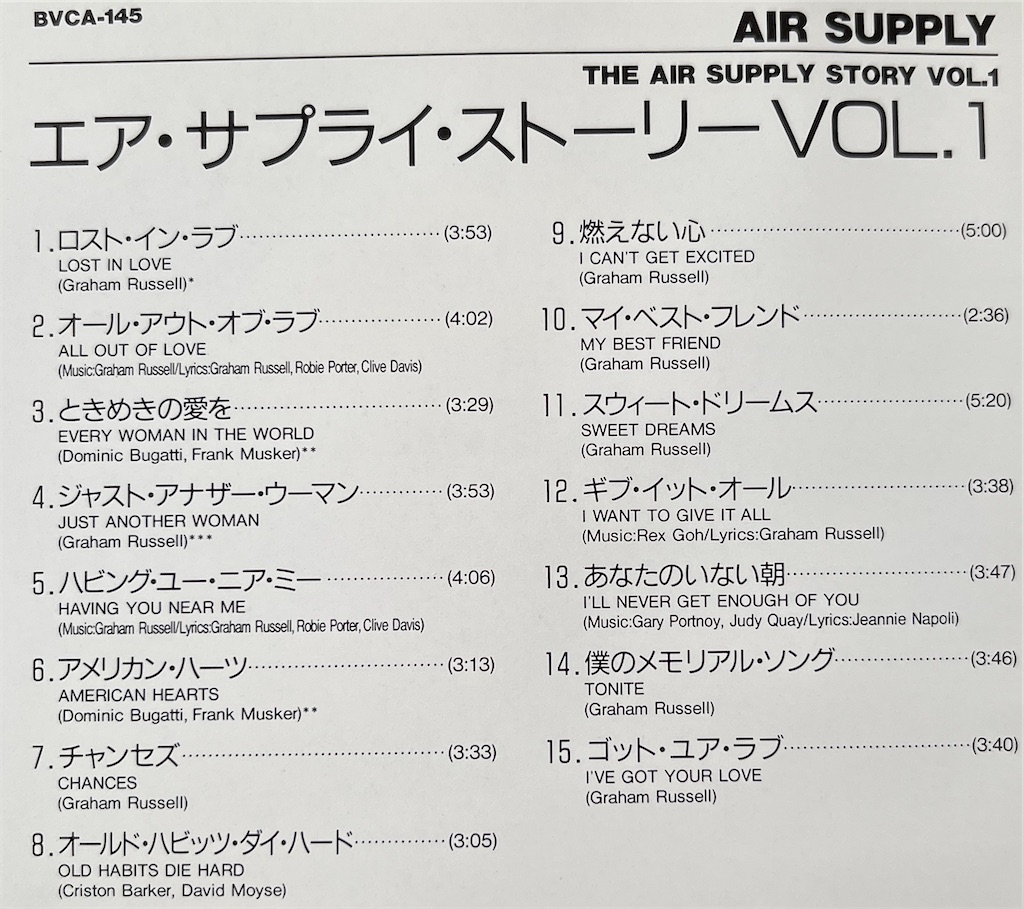 BVCA-145
AIR SUPPLY
THE AIR SUPPLY STORY VOL.1
エア・サプライ・ストーリーVOL.1
1.ロスト・イン・ラブ (3:53)
LOST IN LOVE
(Graham Russell)*
2.オール・アウト・オブ・ラブ (4:02)
ALL OUT OF LOVE
(Music:Graham Russell/Lyrics:Graham Russell, Robie Porter, Clive Davis)
3.ときめきの愛を (3:29)
EVERY WOMAN IN THE WORLD
(Dominic Bugatti, Frank Musker)**
4.ジャスト・アナザー・ウーマン (3:53)
JUST ANOTHER WOMAN
(Graham Russell)***
5.ハビング・ユー・ニア・ミー (4:06)
HAVING YOU NEAR ME
(Music:Graham Russell/Lyrics:Graham Russell, Robie Porter, Clive Davis)
6.アメリカン・ハーツ (3:13)
AMERICAN HEARTS
(Dominic Bugatti, Frank Musker)**
7.チャンセズ (3:33)
CHANCES
(Graham Russell)
8.オールド・ハビッツ・ダイ・ハード (3:05)
OLD HABITS DIE HARD
(Criston Barker, David Moyse)
9.燃えない心 (5:00)
I CAN'T GET EXCITED
(Graham Russell)
10.マイ・ベスト・フレンド (2:36)
MY BEST FRIEND
(Graham Russell)
11.スウィート・ドリームス (5:20)
SWEET DREAMS
(Graham Russell)
12.ギブ・イット・オール (3:38)
I WANT TO GIVE IT ALL
(Music:Rex Goh/Lyrics:Graham Russell)
13.あなたのいない朝 (3:47)
I'LL NEVER GET ENOUGH OF YOU
(Music:Gary Portnoy, Judy Quay/Lyrics:Jeannie Napoli)
14.僕のメモリアル・ソング (3:46)
TONITE
(Graham Russell)
15.ゴット・ユア・ラブ (3:40)
I'VE GOT YOUR LOVE
(Graham Russell)